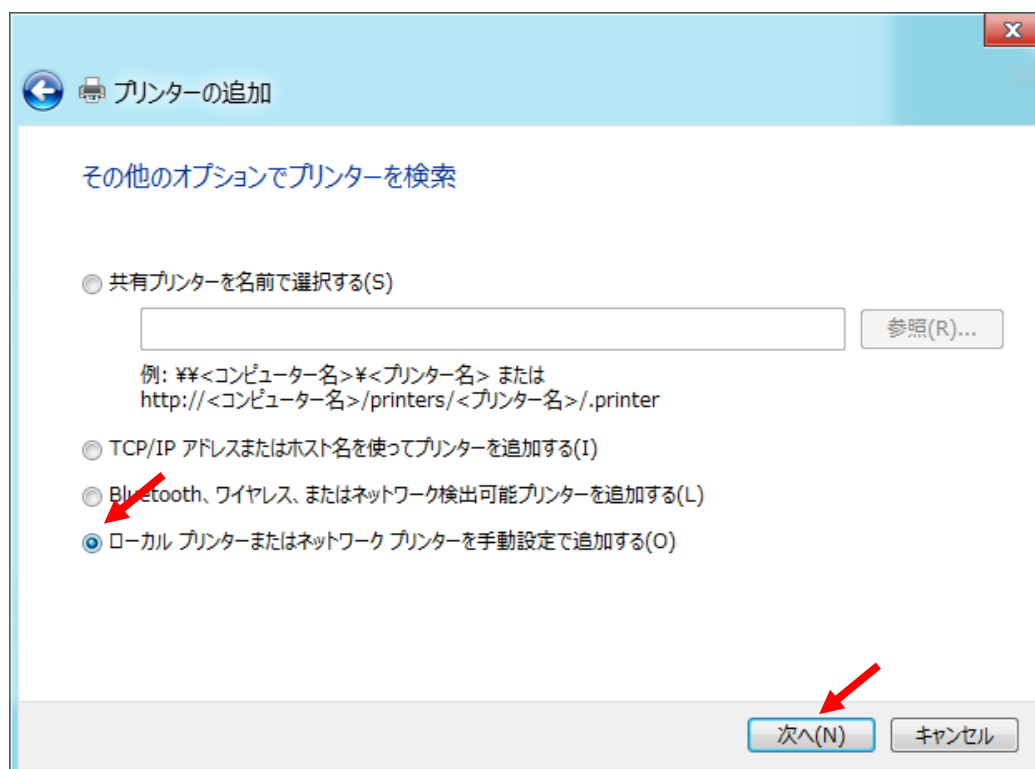 プリンターの追加
その他のオプションでプリンターを検索
共有プリンターを名前で選択する(S)
参照(R)...
例: ¥¥<コンピューター名>¥<プリンター名> または
http://<コンピューター名>/printers/<プリンター名>/.printer
TCP/IP アドレスまたはホスト名を使ってプリンターを追加する(I)
Bluetooth、ワイヤレス、またはネットワーク検出可能プリンターを追加する(L)
ローカル プリンターまたはネットワーク プリンターを手動設定で追加する(O)
次へ(N)
キャンセル